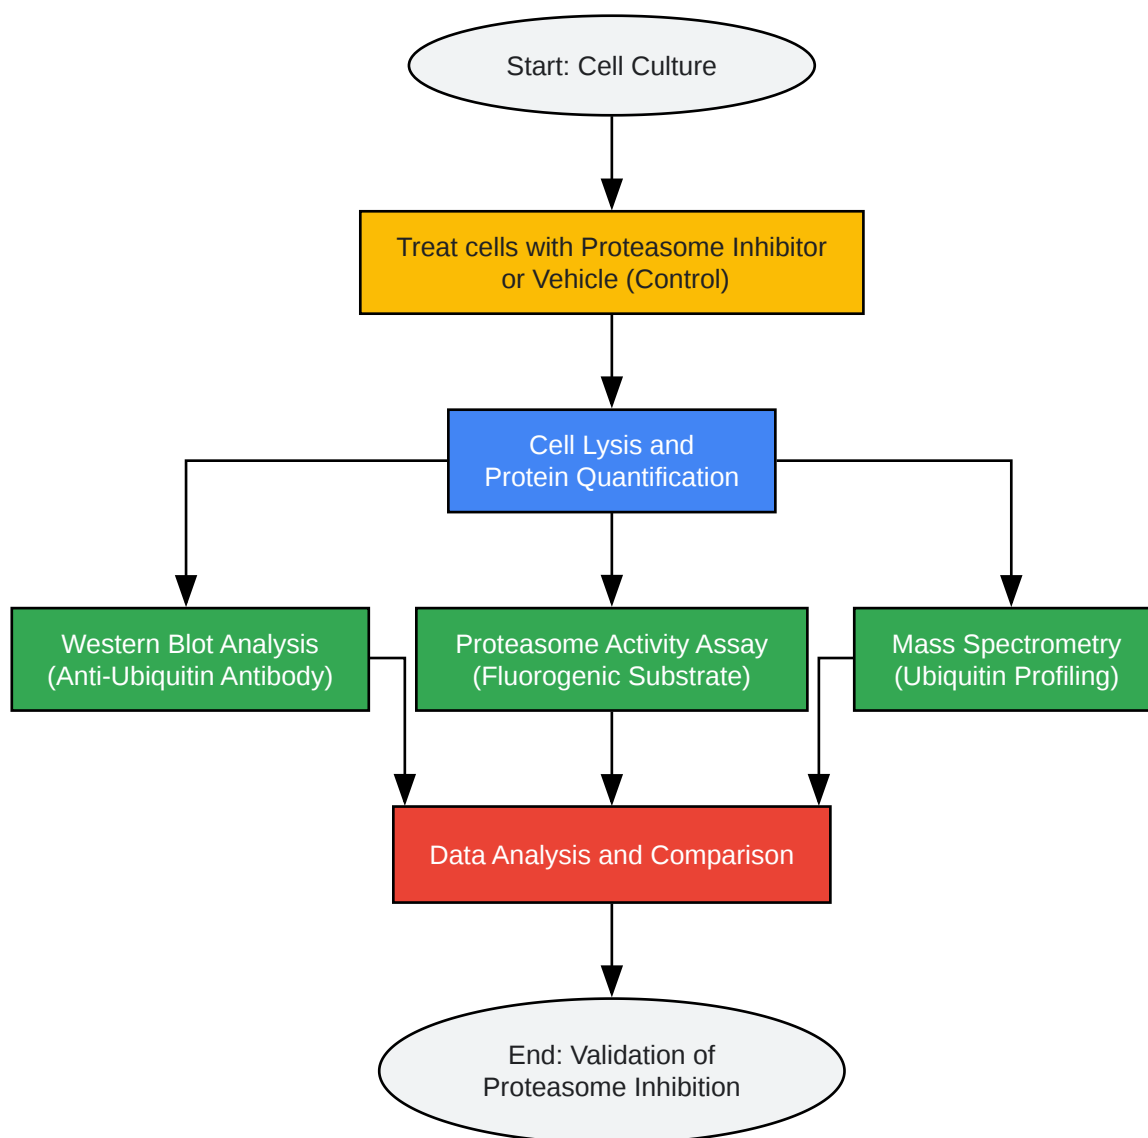 Start: Cell Culture
Treat cells with Proteasome Inhibitor
or Vehicle (Control)
Cell Lysis and
Protein Quantification
Western Blot Analysis
(Anti-Ubiquitin Antibody)
Proteasome Activity Assay
(Fluorogenic Substrate)
Mass Spectrometry
(Ubiquitin Profiling)
Data Analysis and Comparison
End: Validation of
Proteasome Inhibition